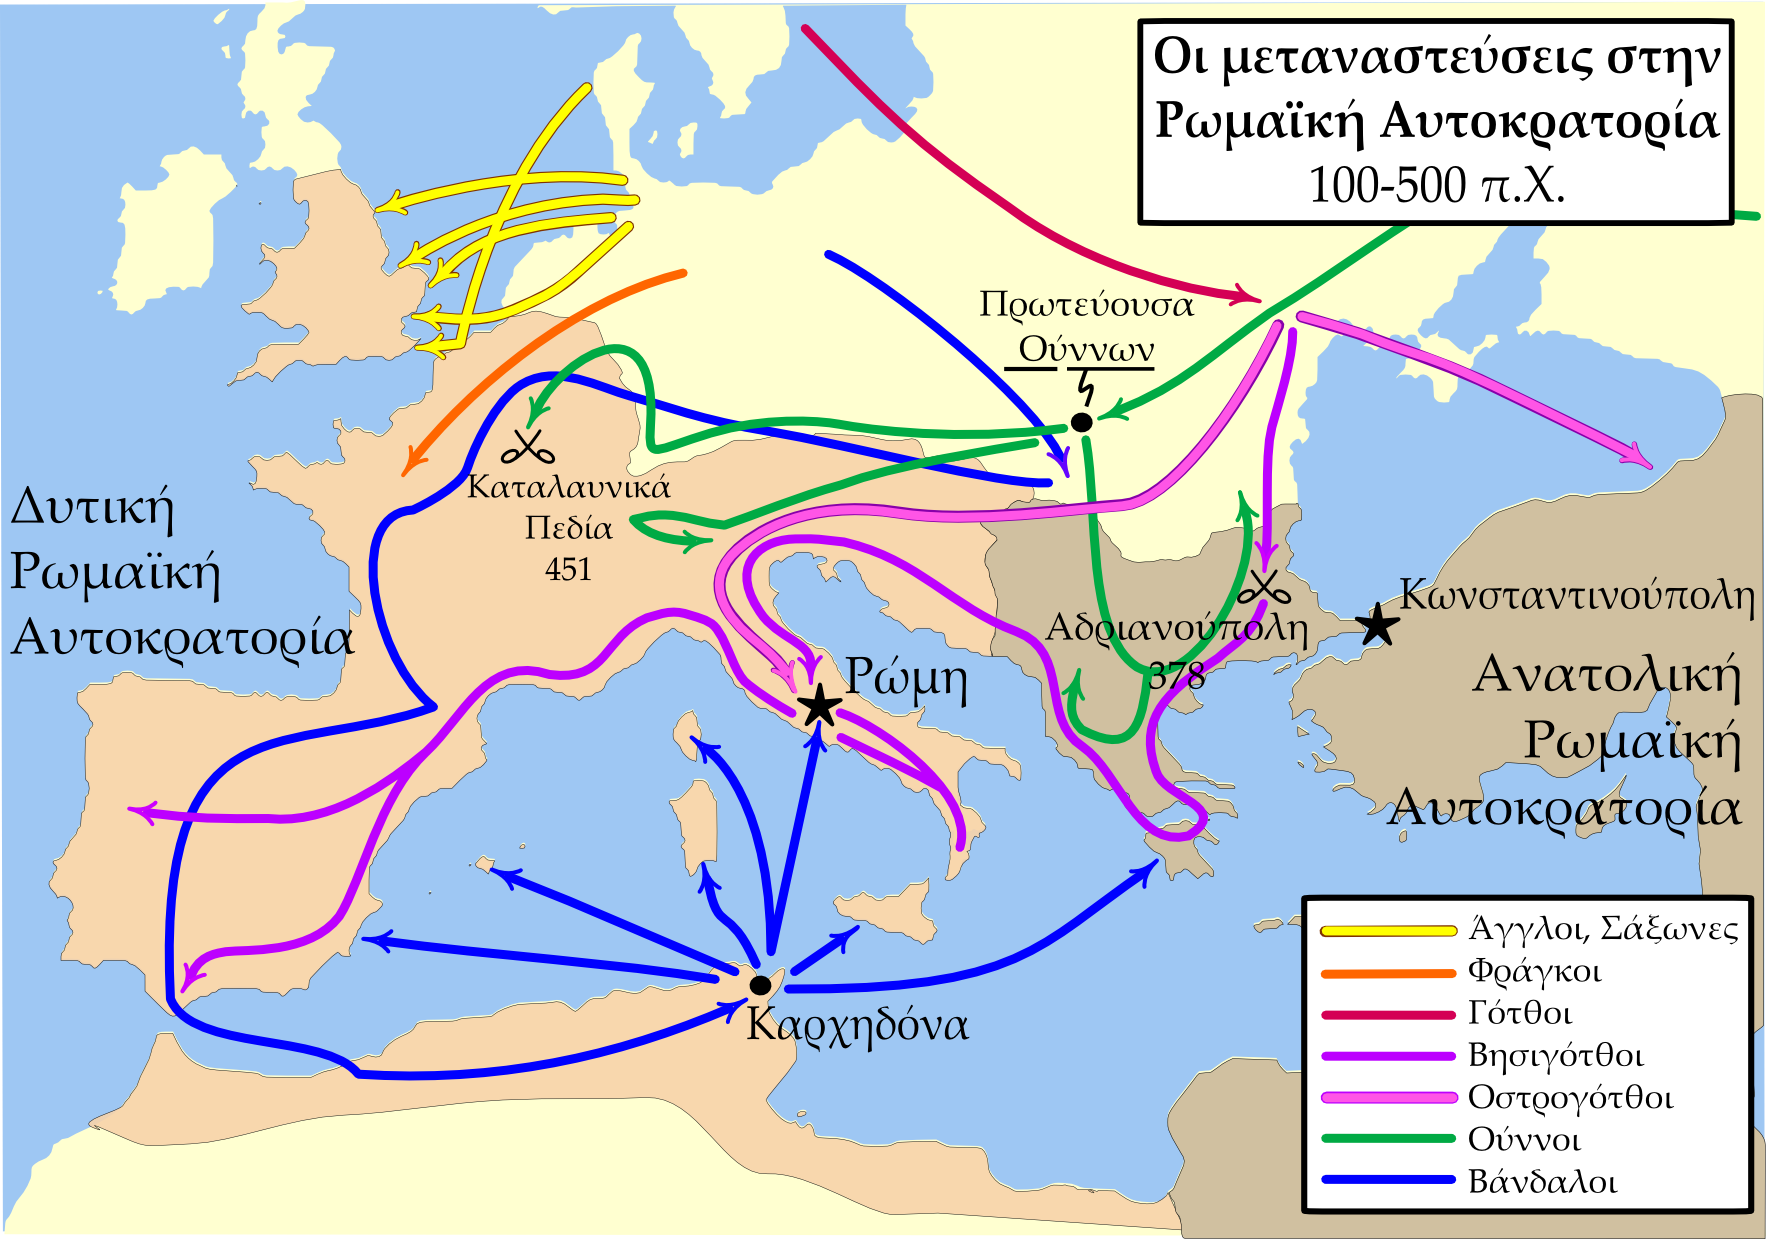 Οι μεταναστεύσεις στην
Ρωμαϊκή Αυτοκρατορία
100-500 π.Χ.
Πρωτεύουσα
Ούννων
Καταλαυνικά
Πεδία
451
Δυτική
Ρωμαϊκή
Αυτοκρατορία
Κωνσταντινούπολη
Αδριανούπολη
378
Ρώμη
Ανατολική
Ρωμαϊκή
Αυτοκρατορία
Καρχηδόνα
Άγγλοι, Σάξωνες
Φράγκοι
Γότθοι
Βησιγότθοι
Οστρογότθοι
Ούννοι
Βάνδαλοι